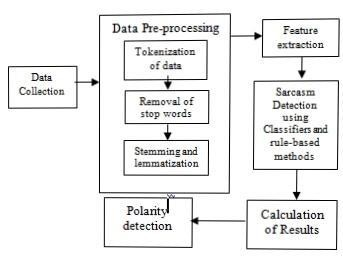 Data
Collection
Data Pre-processing
Tokenization
of data
Removal of
stop words
Stemming and
lemmatization
Feature
extraction
Sarcasm
Detection
using
Classifiers and
rule-based
methods
Calculation
of Results
Polarity
detection